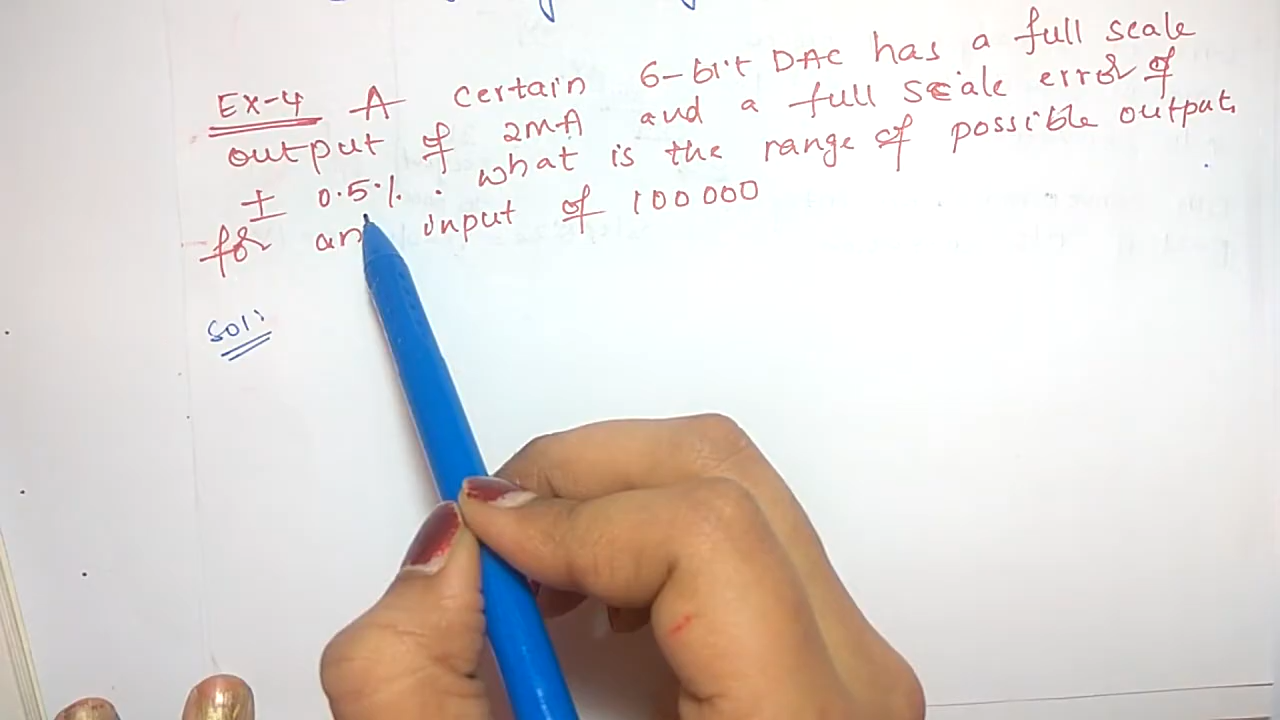 Ex-4 A certain 6-bit DAC has a full scale
output of 2mA and a full scale error of
± 0.5%. what is the range of possible output,
for an input of 100000
Sol: